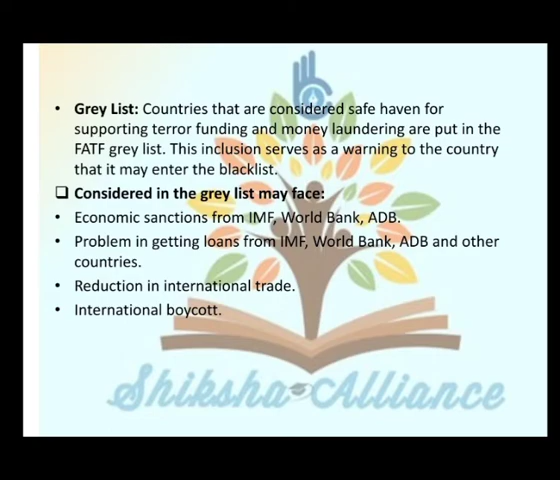 • Grey List: Countries that are considered safe haven for
supporting terror funding and money laundering are put in the
FATF grey list. This inclusion serves as a warning to the country
that it may enter the blacklist.
❑ Considered in the grey list may face:
• Economic sanctions from IMF, World Bank, ADB.
• Problem in getting loans from IMF, World Bank, ADB and other
countries.
• Reduction in international trade.
• International boycott.
Shiksha Alliance